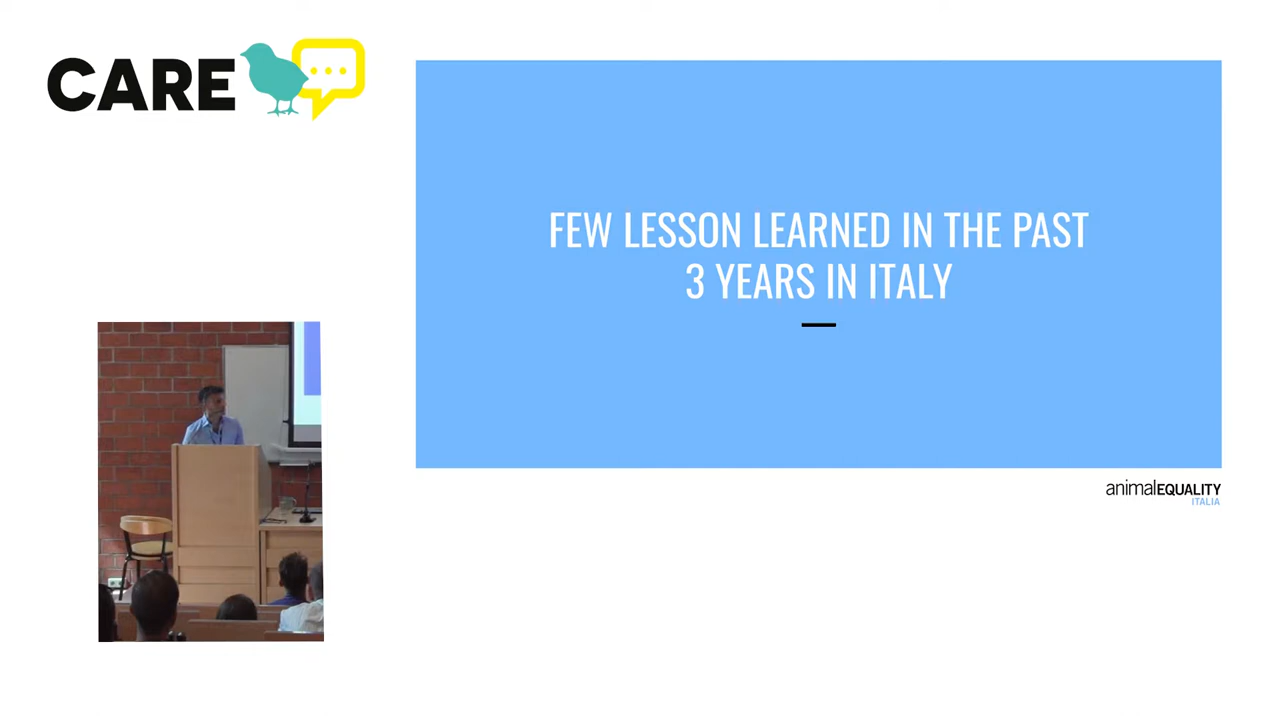 CARE
FEW LESSON LEARNED IN THE PAST
3 YEARS IN ITALY
animalEQUALITY
ITALIA